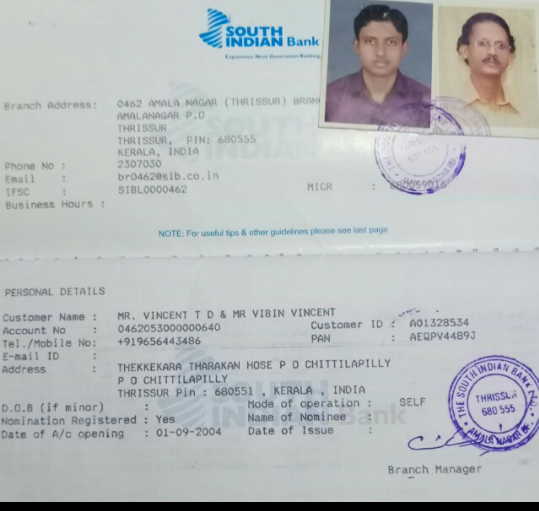 SOUTH
INDIAN Bank
Experience Next Generation Banking
Branch Address: 0462 AMALA NAGAR (THRISSUR) BRAN
AMALANAGAR P.O
THRISSUR
THRISSUR, PIN: 680555
KERALA, INDIA
Phone No : 2307030
Email : br0462@sib.co.in
IFSC : SIBL0000462 MICR : 680059016
Business Hours :
NOTE: For useful tips & other guidelines please see last page
PERSONAL DETAILS
Customer Name : MR. VINCENT T D & MR VIBIN VINCENT
Account No : 0462053000000640 Customer ID : A01328534
Tel./Mobile No: +919656443486 PAN : AEQPV4489J
E-mail ID :
Address : THEKKEKARA THARAKAN HOSE P O CHITTILAPILLY
P O CHITTILAPILLY
THRISSUR Pin : 680551 , KERALA , INDIA
D.O.B (if minor) : Mode of operation : SELF
Nomination Registered : Yes Name of Nominee :
Date of A/c opening : 01-09-2004 Date of Issue :
THE SOUTH INDIAN BANK
THRISSUR
680 555
AMALA NAGAR BR.
Branch Manager